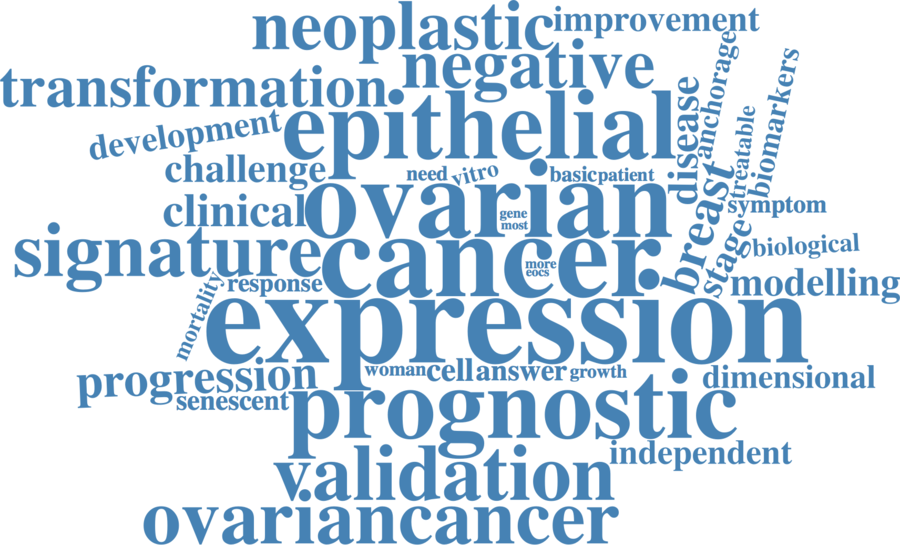 neoplastic
improvement
negative
transformation
anchorage
biomarkers
disease
epithelial
development
treatable
challenge
need
vitro
basic
patient
breast
ovarian
symptom
clinical
gene
most
stage
signature
cancer
biological
more
eocs
response
modelling
mortality
expression
progression
woman
cell
answer
growth
dimensional
senescent
prognostic
independent
validation
ovariancancer